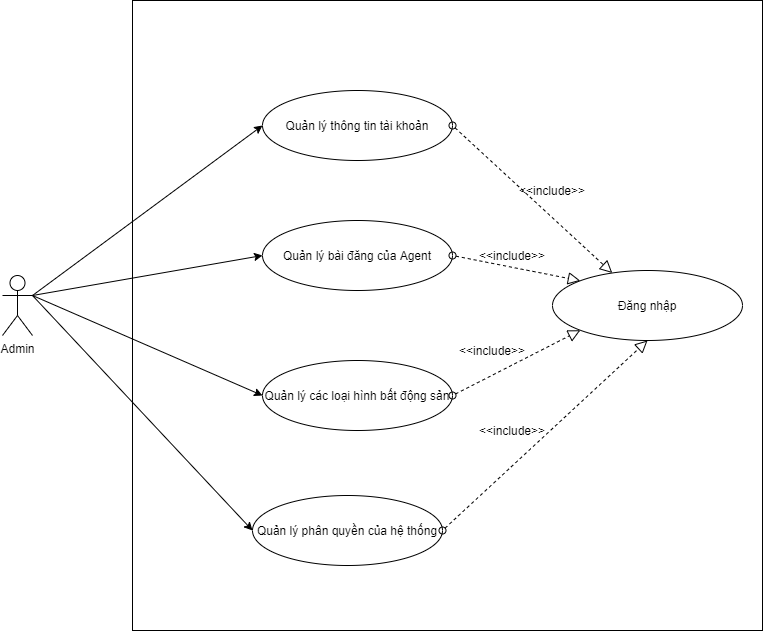 Quản lý thông tin tài khoản
<<include>>
Quản lý bài đăng của Agent
<<include>>
Đăng nhập
Admin
<<include>>
Quản lý các loại hình bất động sản
<<include>>
Quản lý phân quyền của hệ thống